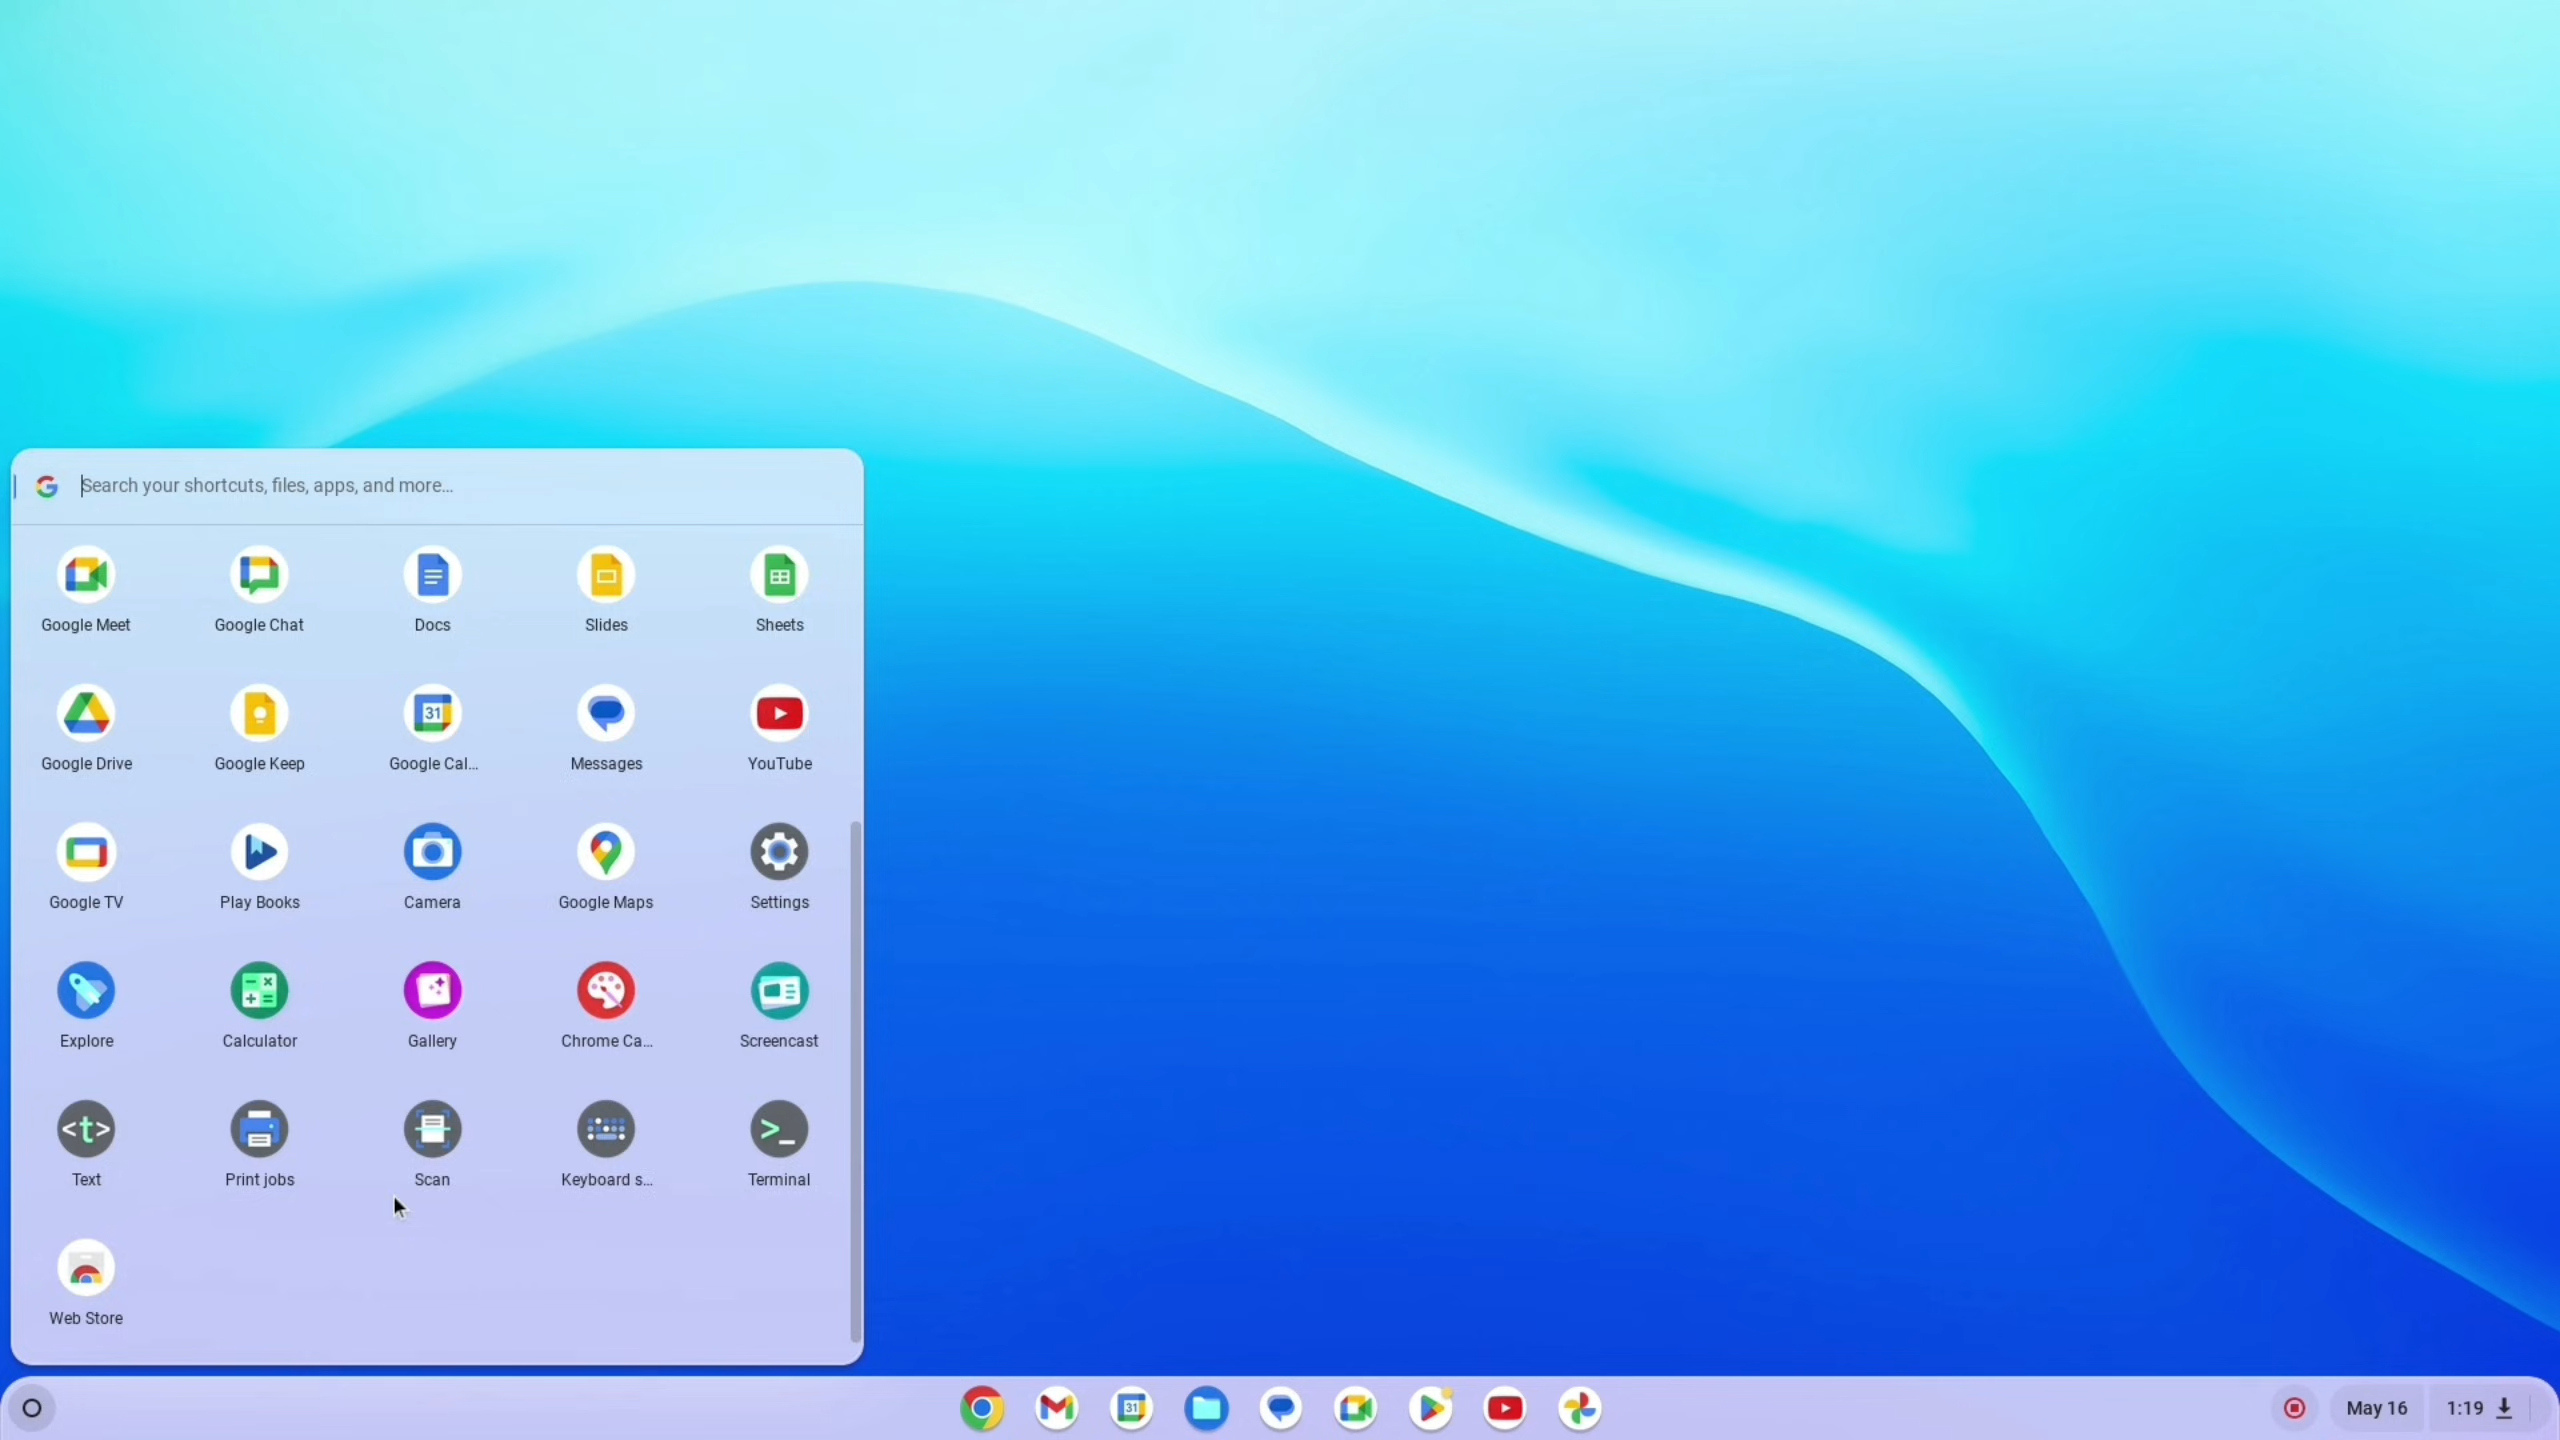 Search your shortcuts, files, apps, and more...
Google Meet
Google Chat
Docs
Slides
Sheets
Google Drive
Google Keep
31
Google Cal...
Messages
YouTube
Google TV
Play Books
Camera
Google Maps
Settings
Explore
Calculator
Gallery
Chrome Ca...
Screencast
<t>
Text
Print jobs
Scan
Keyboard s...
>_
Terminal
Web Store
31
May 16
1:19